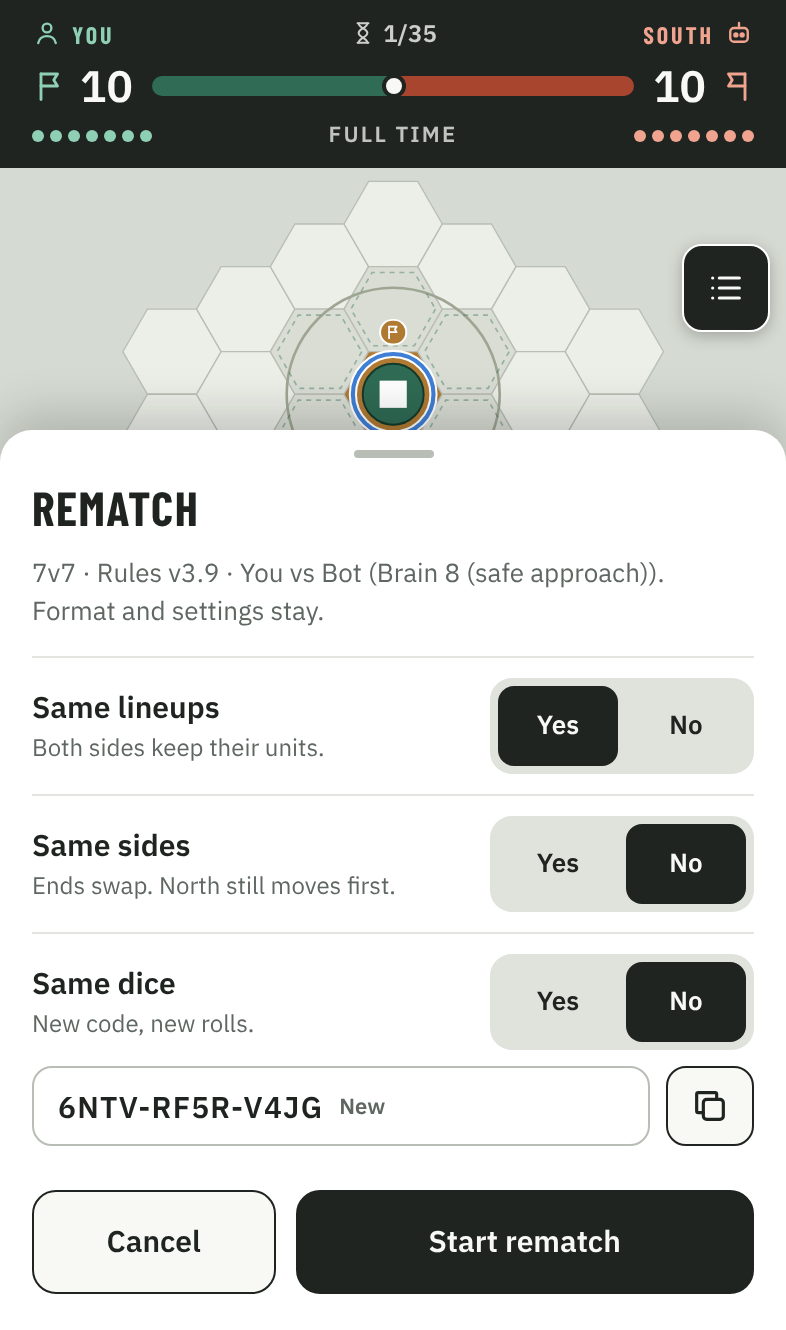 YOU 1/35 SOUTH
10 10
FULL TIME
REMATCH
7v7 · Rules v3.9 · You vs Bot (Brain 8 (safe approach)).
Format and settings stay.
Same lineups
Both sides keep their units.
Yes No
Same sides
Ends swap. North still moves first.
Yes No
Same dice
New code, new rolls.
Yes No
6NTV-RF5R-V4JG New
Cancel Start rematch